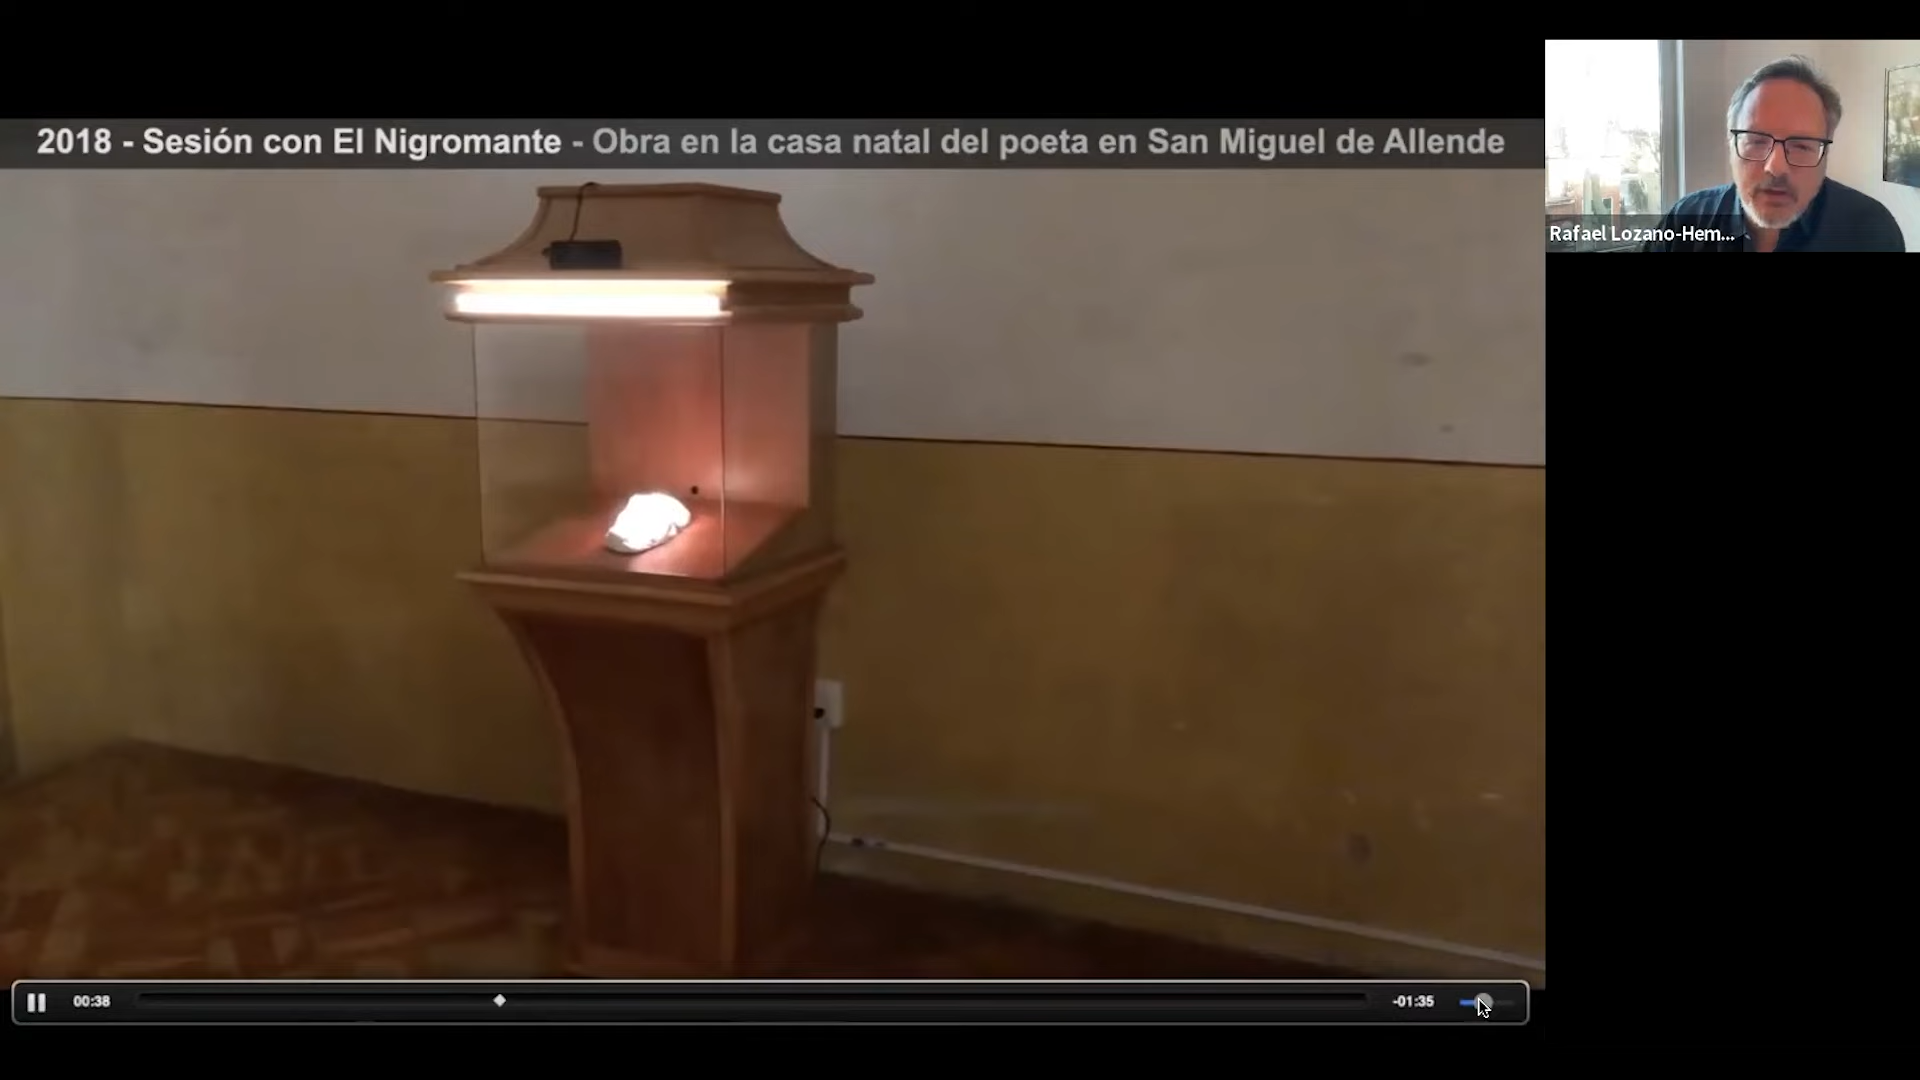 2018 - Sesión con El Nigromante - Obra en la casa natal del poeta en San Miguel de Allende
Rafael Lozano-Hem...
00:38
-01:35